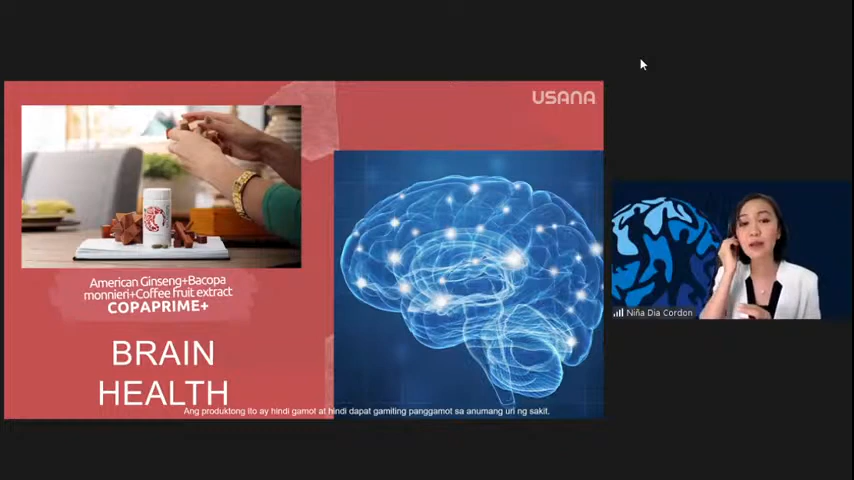 USANA
American Ginseng+Bacopa
monnieri+Coffee fruit extract
COPAPRIME+
BRAIN
HEALTH
Ang produktong ito ay hindi gamot at hindi dapat gamiting panggamot sa anumang uri ng sakit.
Niña Dia Cordon